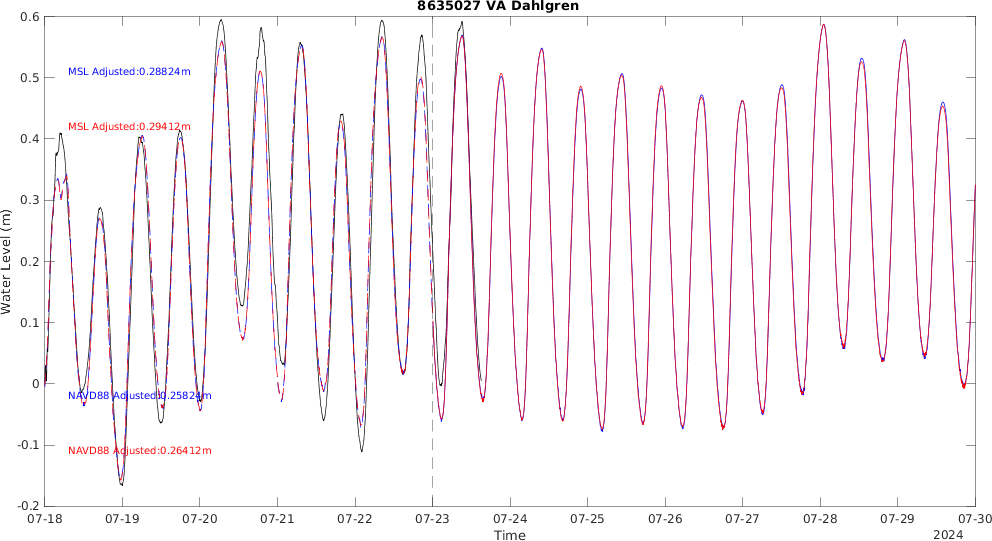 8635027 VA Dahlgren
0.6
0.5
0.4
0.3
0.2
0.1
0
-0.1
-0.2
Water Level (m)
MSL Adjusted:0.28824m
MSL Adjusted:0.29412m
NAVD88 Adjusted:0.25824m
NAVD88 Adjusted:0.26412m
07-18 07-19 07-20 07-21 07-22 07-23 07-24 07-25 07-26 07-27 07-28 07-29 07-30
Time
2024